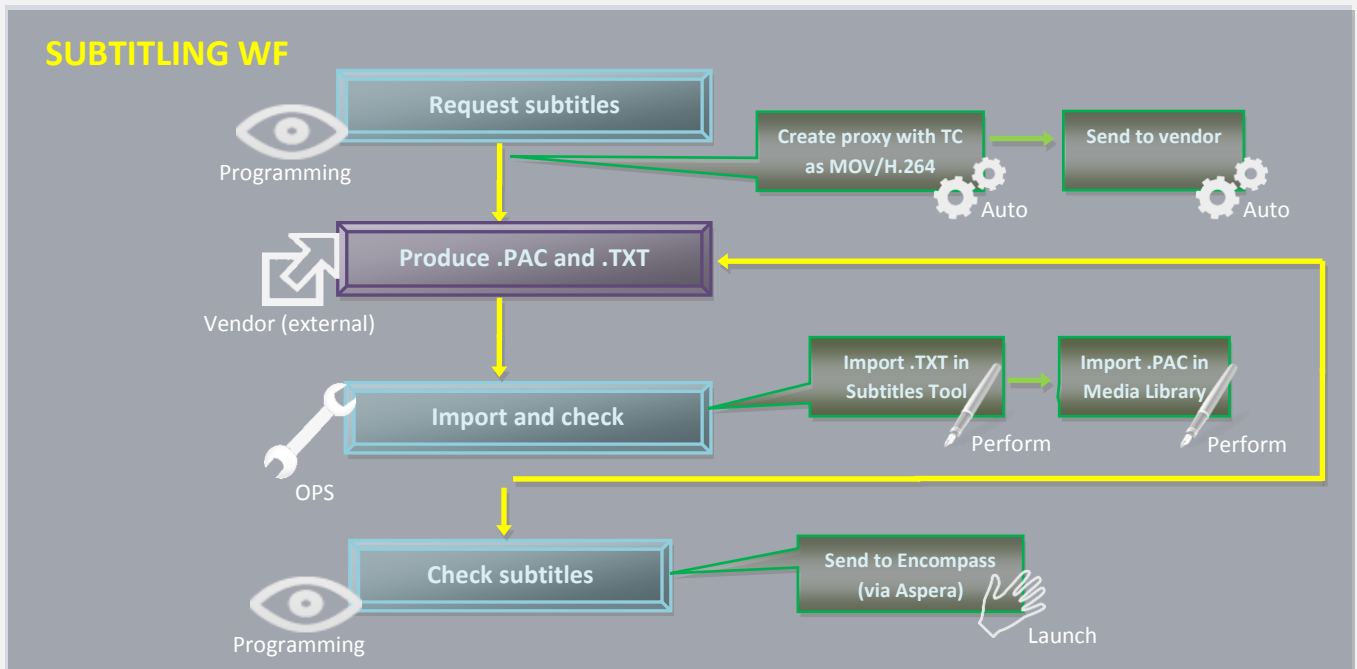 SUBTITLING WF
Request subtitles
Programming
Create proxy with TC
as MOV/H.264
Auto
Send to vendor
Auto
Produce .PAC and .TXT
Vendor (external)
Import and check
OPS
Import .TXT in
Subtitles Tool
Perform
Import .PAC in
Media Library
Perform
Check subtitles
Programming
Send to Encompass
(via Aspera)
Launch